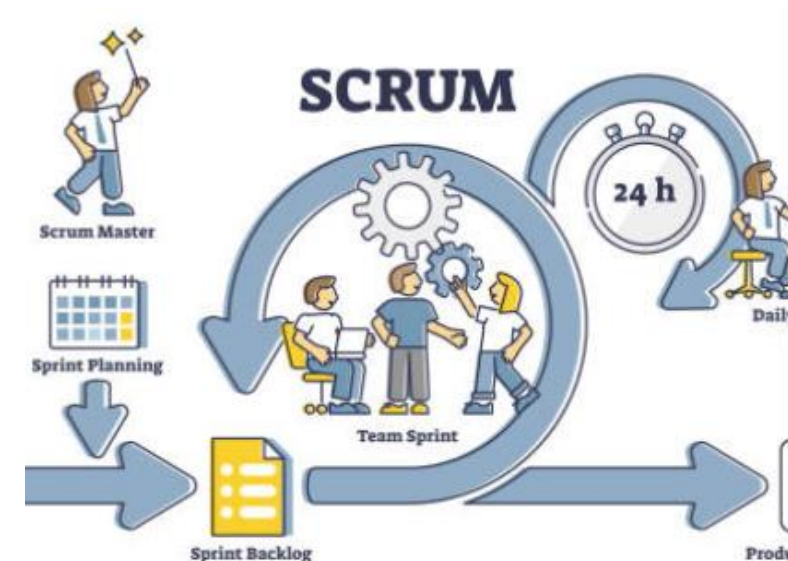 SCRUM
24 h
Scrum Master
Sprint Planning
Team Sprint
Sprint Backlog